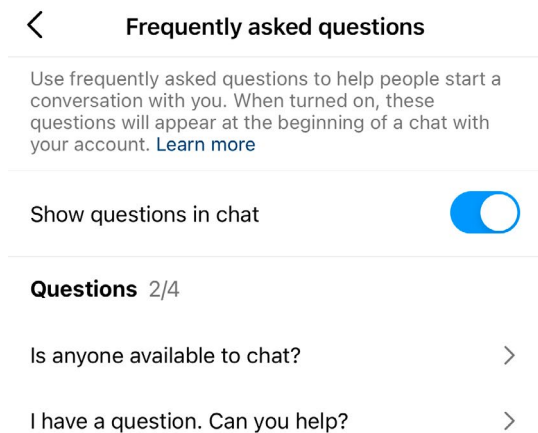 Frequently asked questions
Use frequently asked questions to help people start a
conversation with you. When turned on, these
questions will appear at the beginning of a chat with
your account. Learn more
Show questions in chat
Questions 2/4
Is anyone available to chat?
I have a question. Can you help?